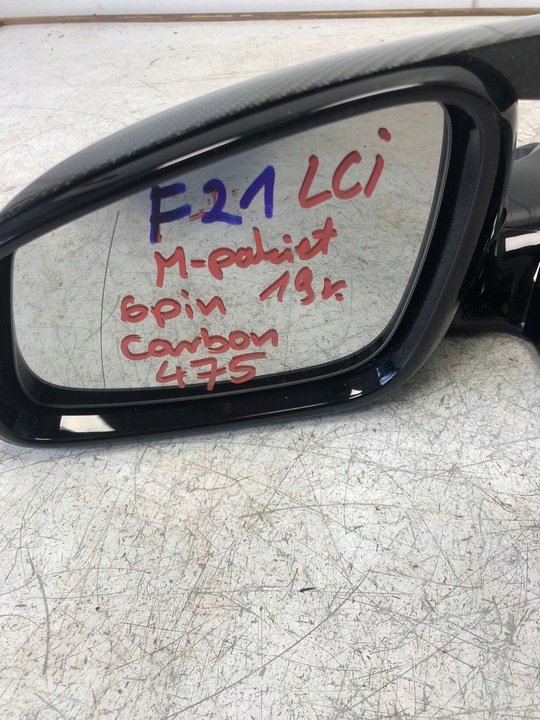 F21 LCi
M-pakiet
6pin 19r.
Carbon
475